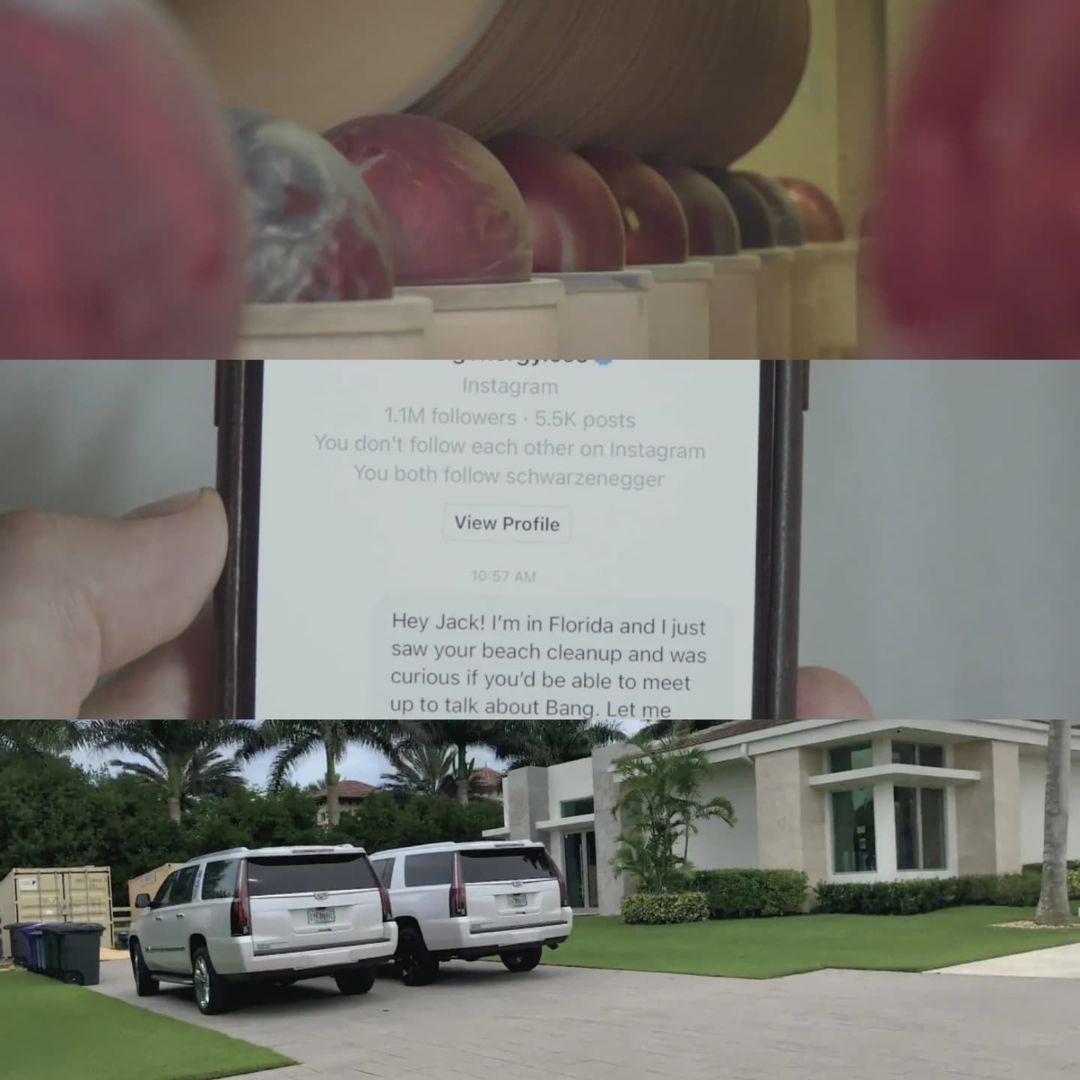 Instagram
1.1M followers · 5.5K posts
You don't follow each other on Instagram
You both follow schwarzenegger
View Profile
10:57 AM
Hey Jack! I'm in Florida and I just
saw your beach cleanup and was
curious if you'd be able to meet
up to talk about Bang. Let me